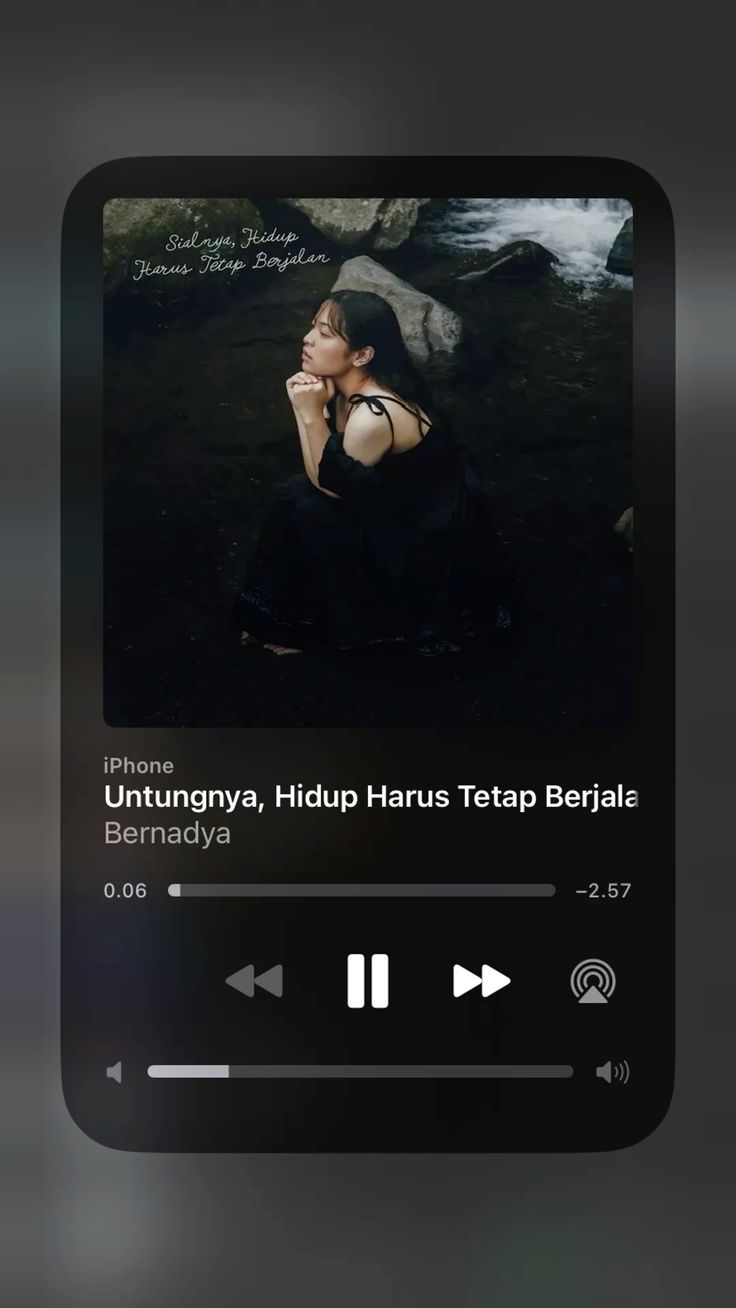 Sialnya, Hidup
Harus Tetap Berjalan
iPhone
Untungnya, Hidup Harus Tetap Berjala
Bernadya
0.06
−2.57